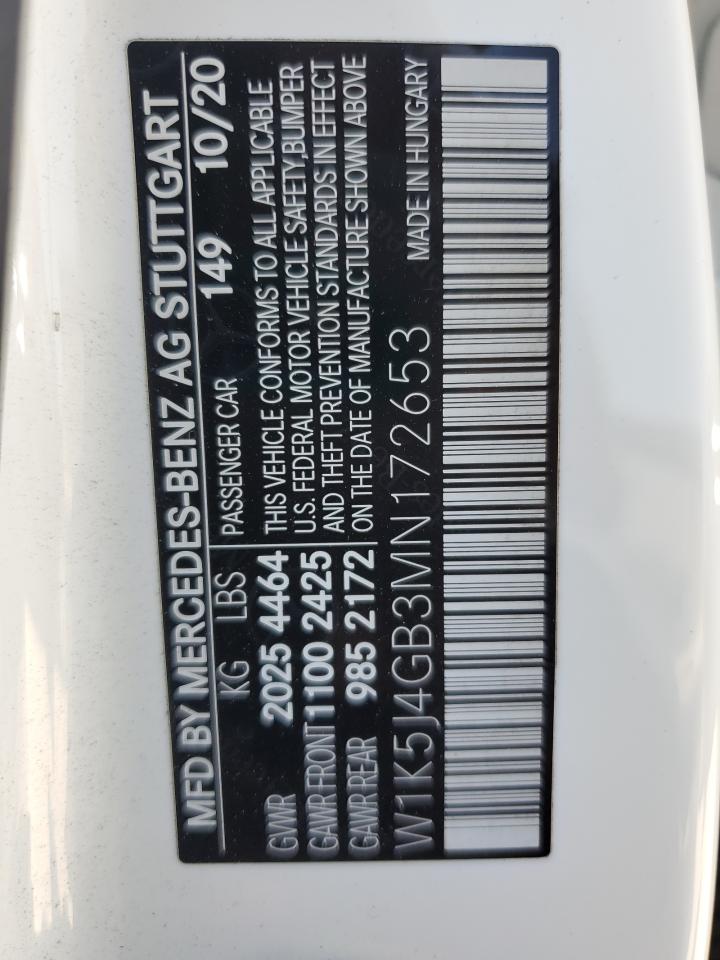 MFD BY MERCEDES-BENZ AG STUTTGART
149 10/20
KG LBS PASSENGER CAR
GVWR 2025 4464 THIS VEHICLE CONFORMS TO ALL APPLICABLE
U.S. FEDERAL MOTOR VEHICLE SAFETY,BUMPER
GAWR FRONT 1100 2425 AND THEFT PREVENTION STANDARDS IN EFFECT
GAWR REAR 985 2172 ON THE DATE OF MANUFACTURE SHOWN ABOVE
W1K5J4GB3MN172653 MADE IN HUNGARY